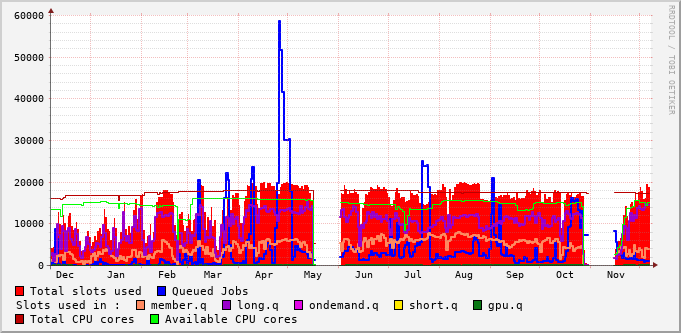 RRDTOOL / TOBI OETIKER
60000
50000
40000
30000
20000
10000
0
Dec Jan Feb Mar Apr May Jun Jul Aug Sep Oct Nov
Total slots used Queued Jobs
Slots used in : member.q long.q ondemand.q short.q gpu.q
Total CPU cores Available CPU cores